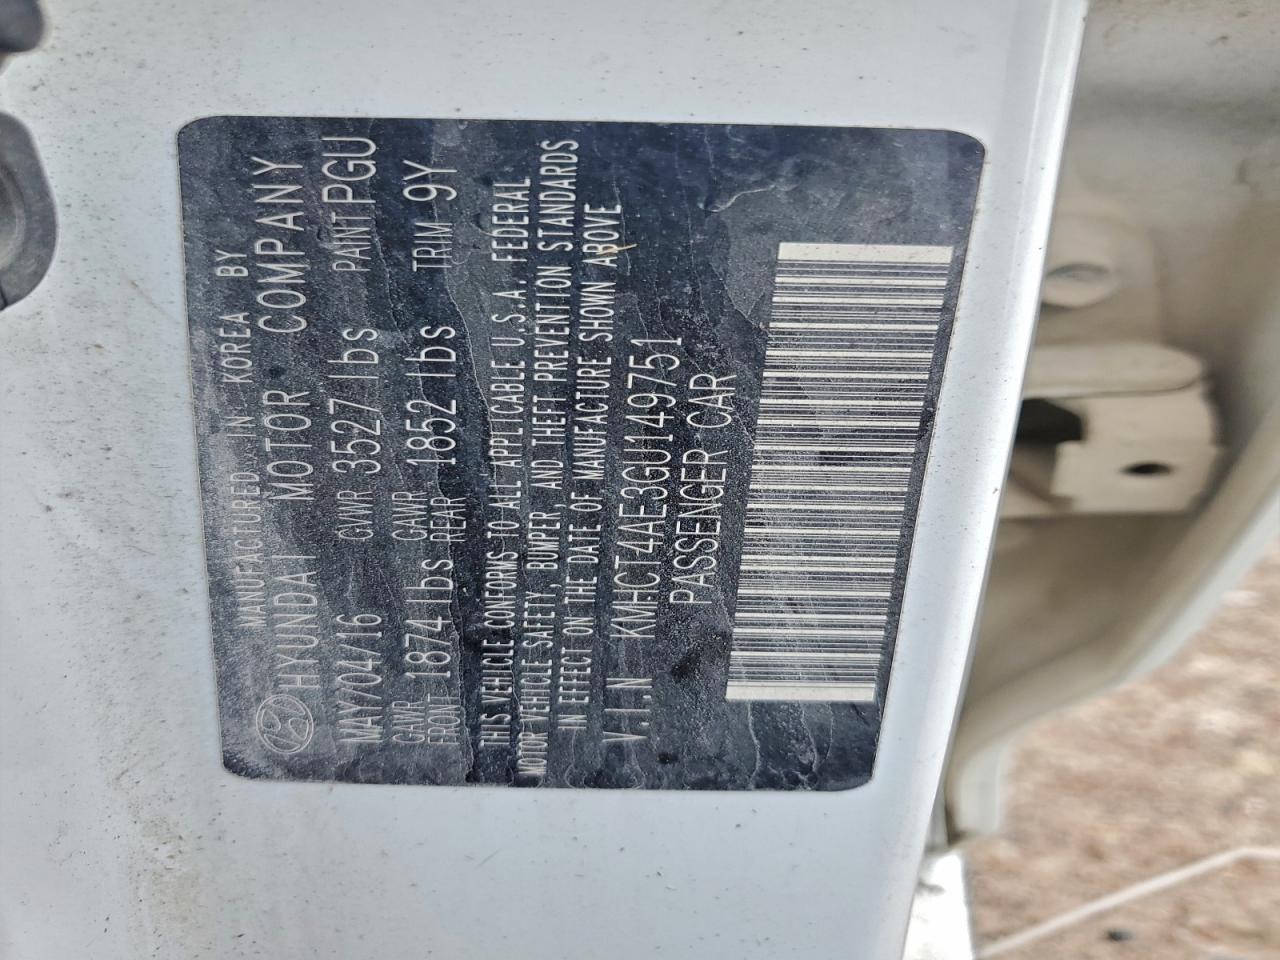 MANUFACTURED IN KOREA BY
HYUNDAI MOTOR COMPANY
MAY/04/16 GVWR 3527 lbs PAINT PGU
GAWR FRONT 1874 lbs GAWR REAR 1852 lbs TRIM 9Y
THIS VEHICLE CONFORMS TO ALL APPLICABLE U.S.A. FEDERAL
MOTOR VEHICLE SAFETY, BUMPER, AND THEFT PREVENTION STANDARDS
IN EFFECT ON THE DATE OF MANUFACTURE SHOWN ABOVE
V.I.N KMHCT4AE3GU149751
PASSENGER CAR